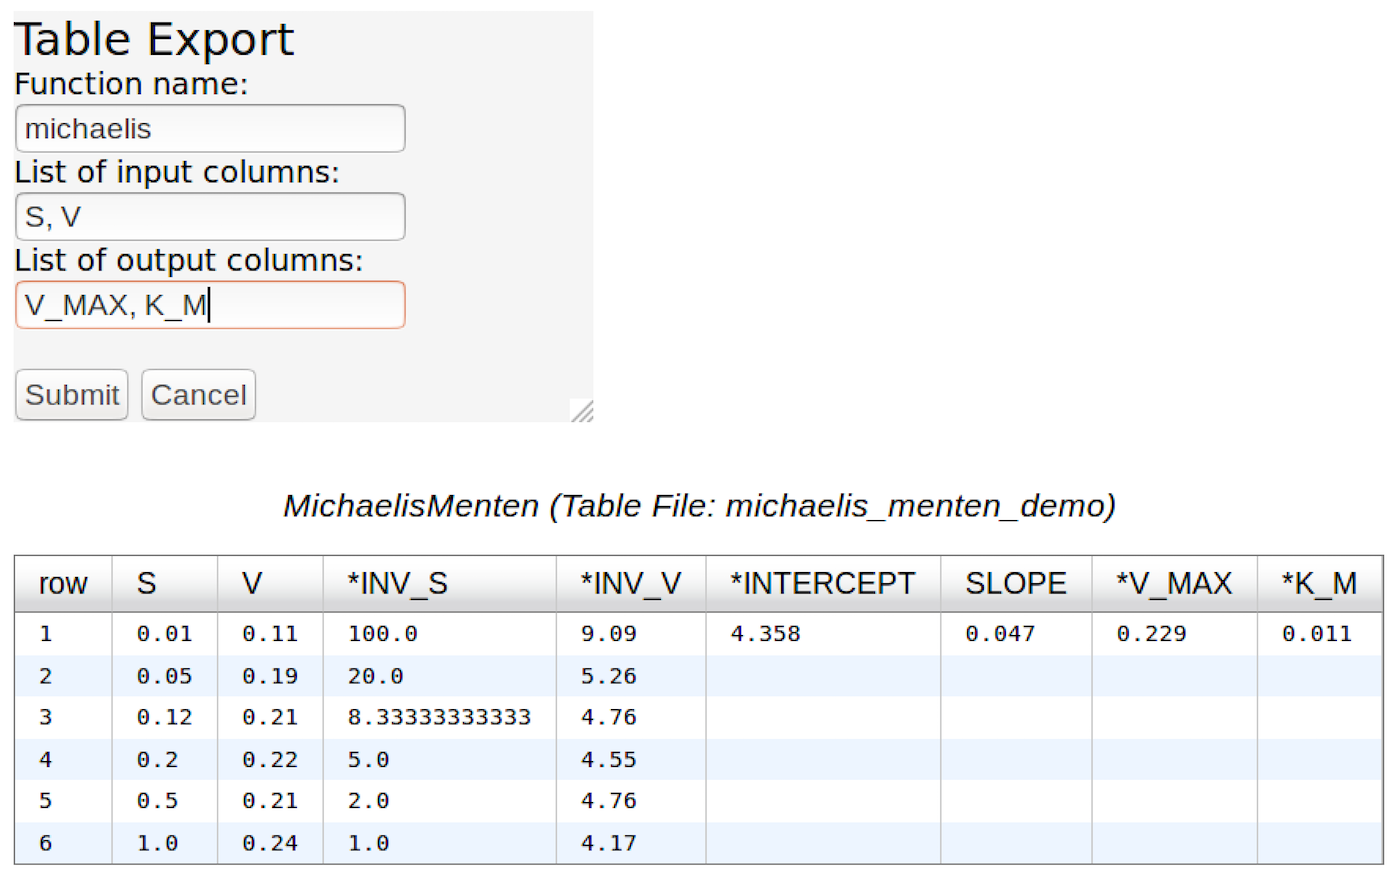 Table Export
Function name:
michaelis
List of input columns:
S, V
List of output columns:
V_MAX, K_M
Submit Cancel
MichaelisMenten (Table File: michaelis_menten_demo)
row S V *INV_S *INV_V *INTERCEPT SLOPE *V_MAX *K_M
1 0.01 0.11 100.0 9.09 4.358 0.047 0.229 0.011
2 0.05 0.19 20.0 5.26
3 0.12 0.21 8.33333333333 4.76
4 0.2 0.22 5.0 4.55
5 0.5 0.21 2.0 4.76
6 1.0 0.24 1.0 4.17